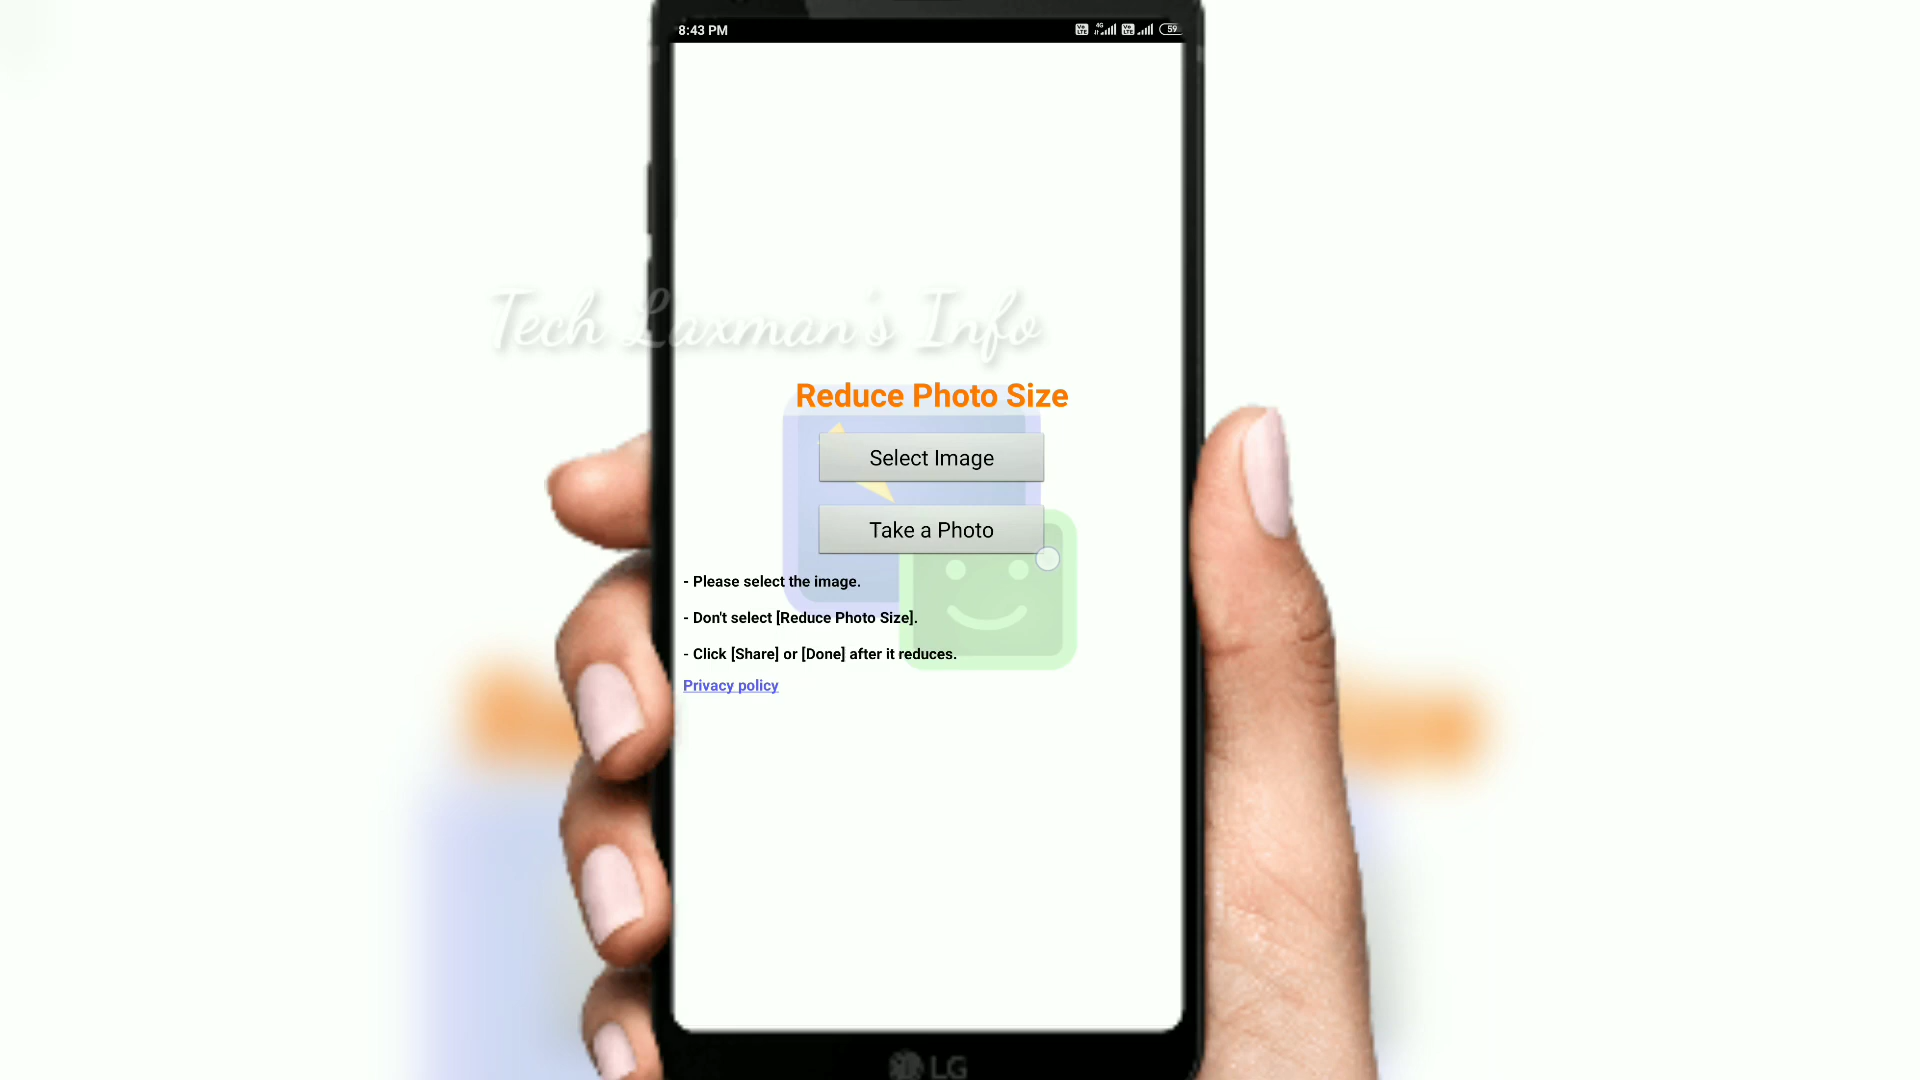 8:43 PM
59
Tech Laxman's Info
Reduce Photo Size
Select Image
Take a Photo
- Please select the image.
- Don't select [Reduce Photo Size].
- Click [Share] or [Done] after it reduces.
Privacy policy
LG